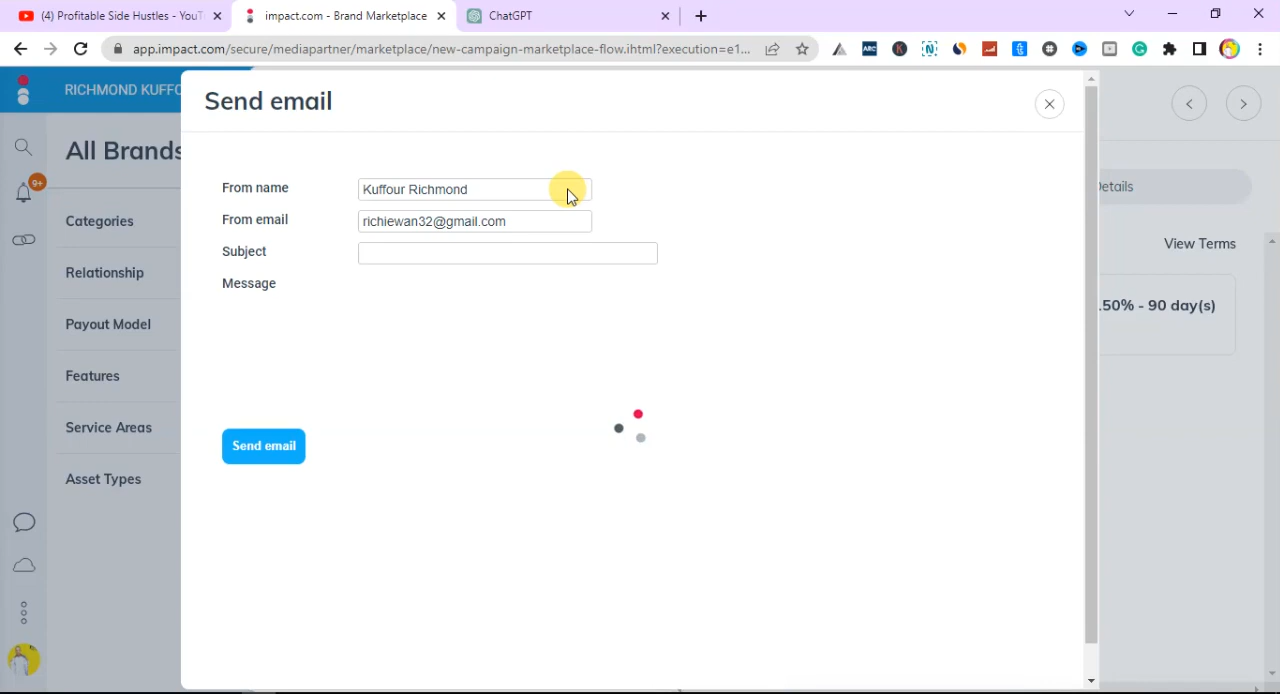 (4) Profitable Side Hustles - YouT
impact.com - Brand Marketplace
ChatGPT
app.impact.com/secure/mediapartner/marketplace/new-campaign-marketplace-flow.ihtml?execution=e1...
ABC
RICHMOND KUFFO
Send email
All Brands
9+
From name
Kuffour Richmond
From email
richiewan32@gmail.com
Subject
Message
Send email
Categories
Relationship
Payout Model
Features
Service Areas
Asset Types
Details
View Terms
.50% - 90 day(s)